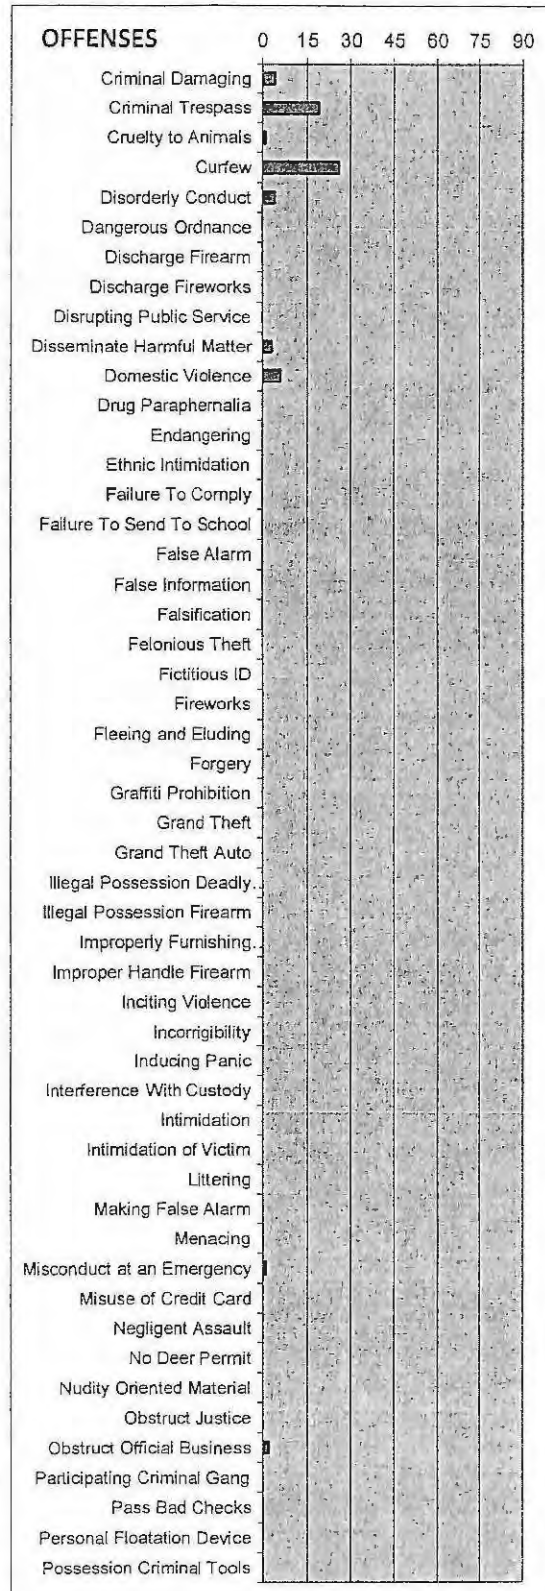 OFFENSES 0 15 30 45 60 75 90
Criminal Damaging
Criminal Trespass
Cruelty to Animals
Curfew
Disorderly Conduct
Dangerous Ordnance
Discharge Firearm
Discharge Fireworks
Disrupting Public Service
Disseminate Harmful Matter
Domestic Violence
Drug Paraphernalia
Endangering
Ethnic Intimidation
Failure To Comply
Failure To Send To School
False Alarm
False Information
Falsification
Felonious Theft
Fictitious ID
Fireworks
Fleeing and Eluding
Forgery
Graffiti Prohibition
Grand Theft
Grand Theft Auto
Illegal Possession Deadly..
Illegal Possession Firearm
Improperly Furnishing..
Improper Handle Firearm
Inciting Violence
Incorrigibility
Inducing Panic
Interference With Custody
Intimidation
Intimidation of Victim
Littering
Making False Alarm
Menacing
Misconduct at an Emergency
Misuse of Credit Card
Negligent Assault
No Deer Permit
Nudity Oriented Material
Obstruct Justice
Obstruct Official Business
Participating Criminal Gang
Pass Bad Checks
Personal Floatation Device
Possession Criminal Tools